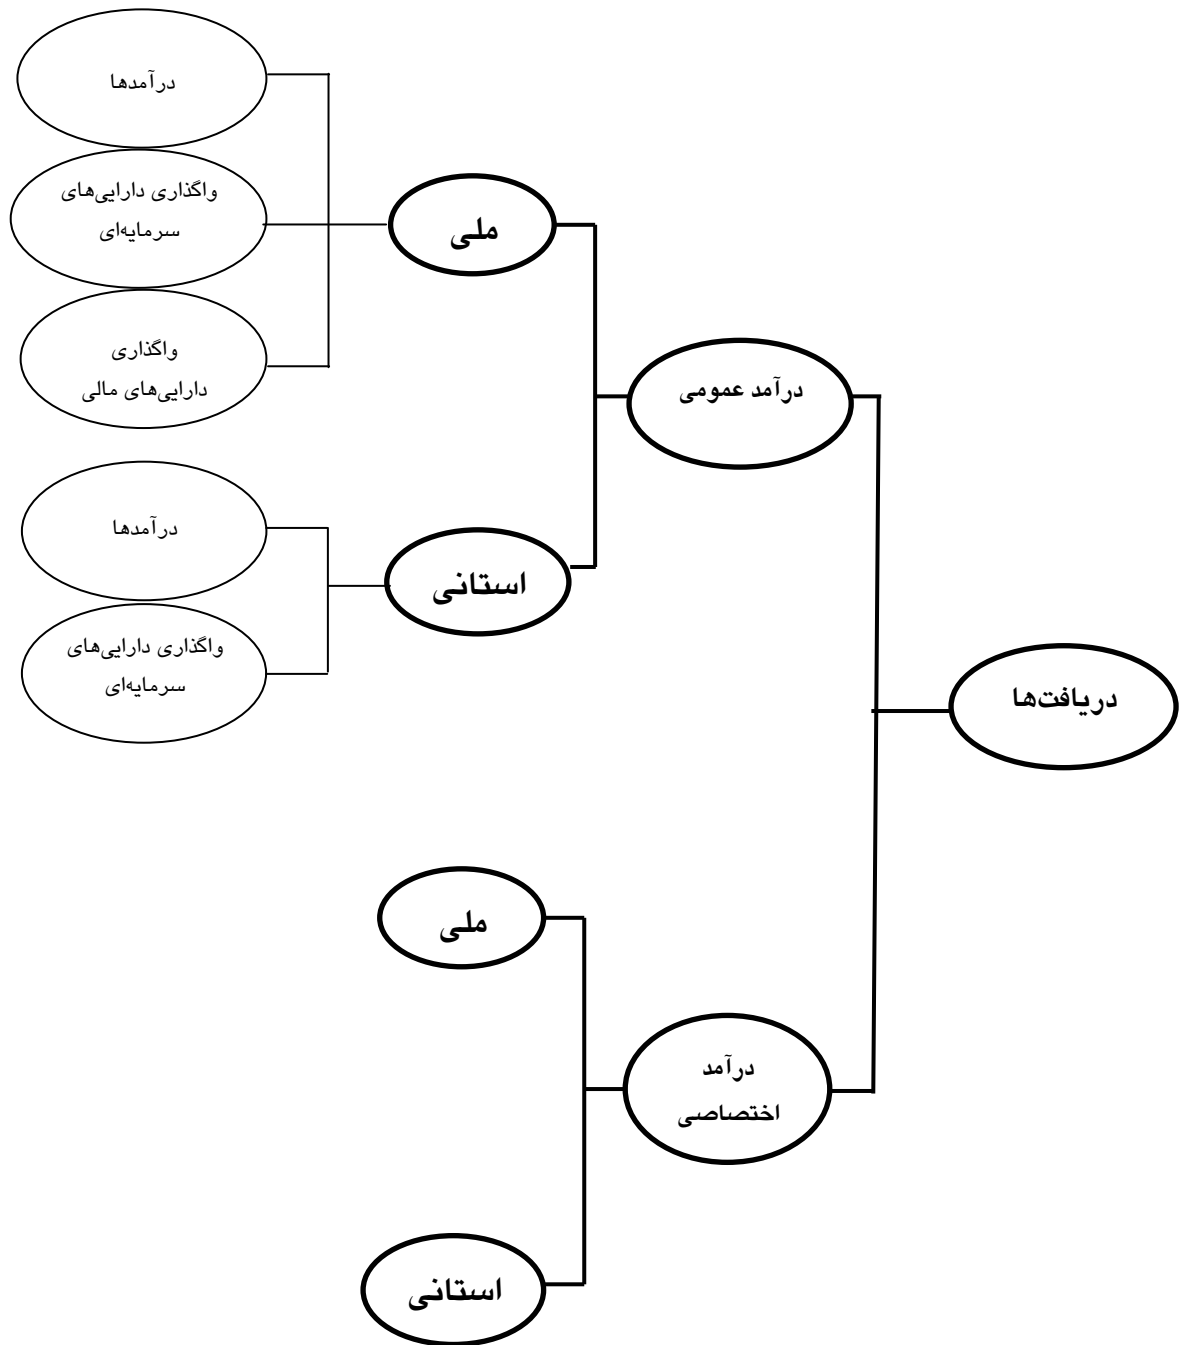 دریافت‌ها
درآمد عمومی
ملی
درآمدها
واگذاری دارایی‌های
سرمایه‌ای
واگذاری
دارایی‌های مالی
استانی
درآمدها
واگذاری دارایی‌های
سرمایه‌ای
درآمد
اختصاصی
ملی
استانی